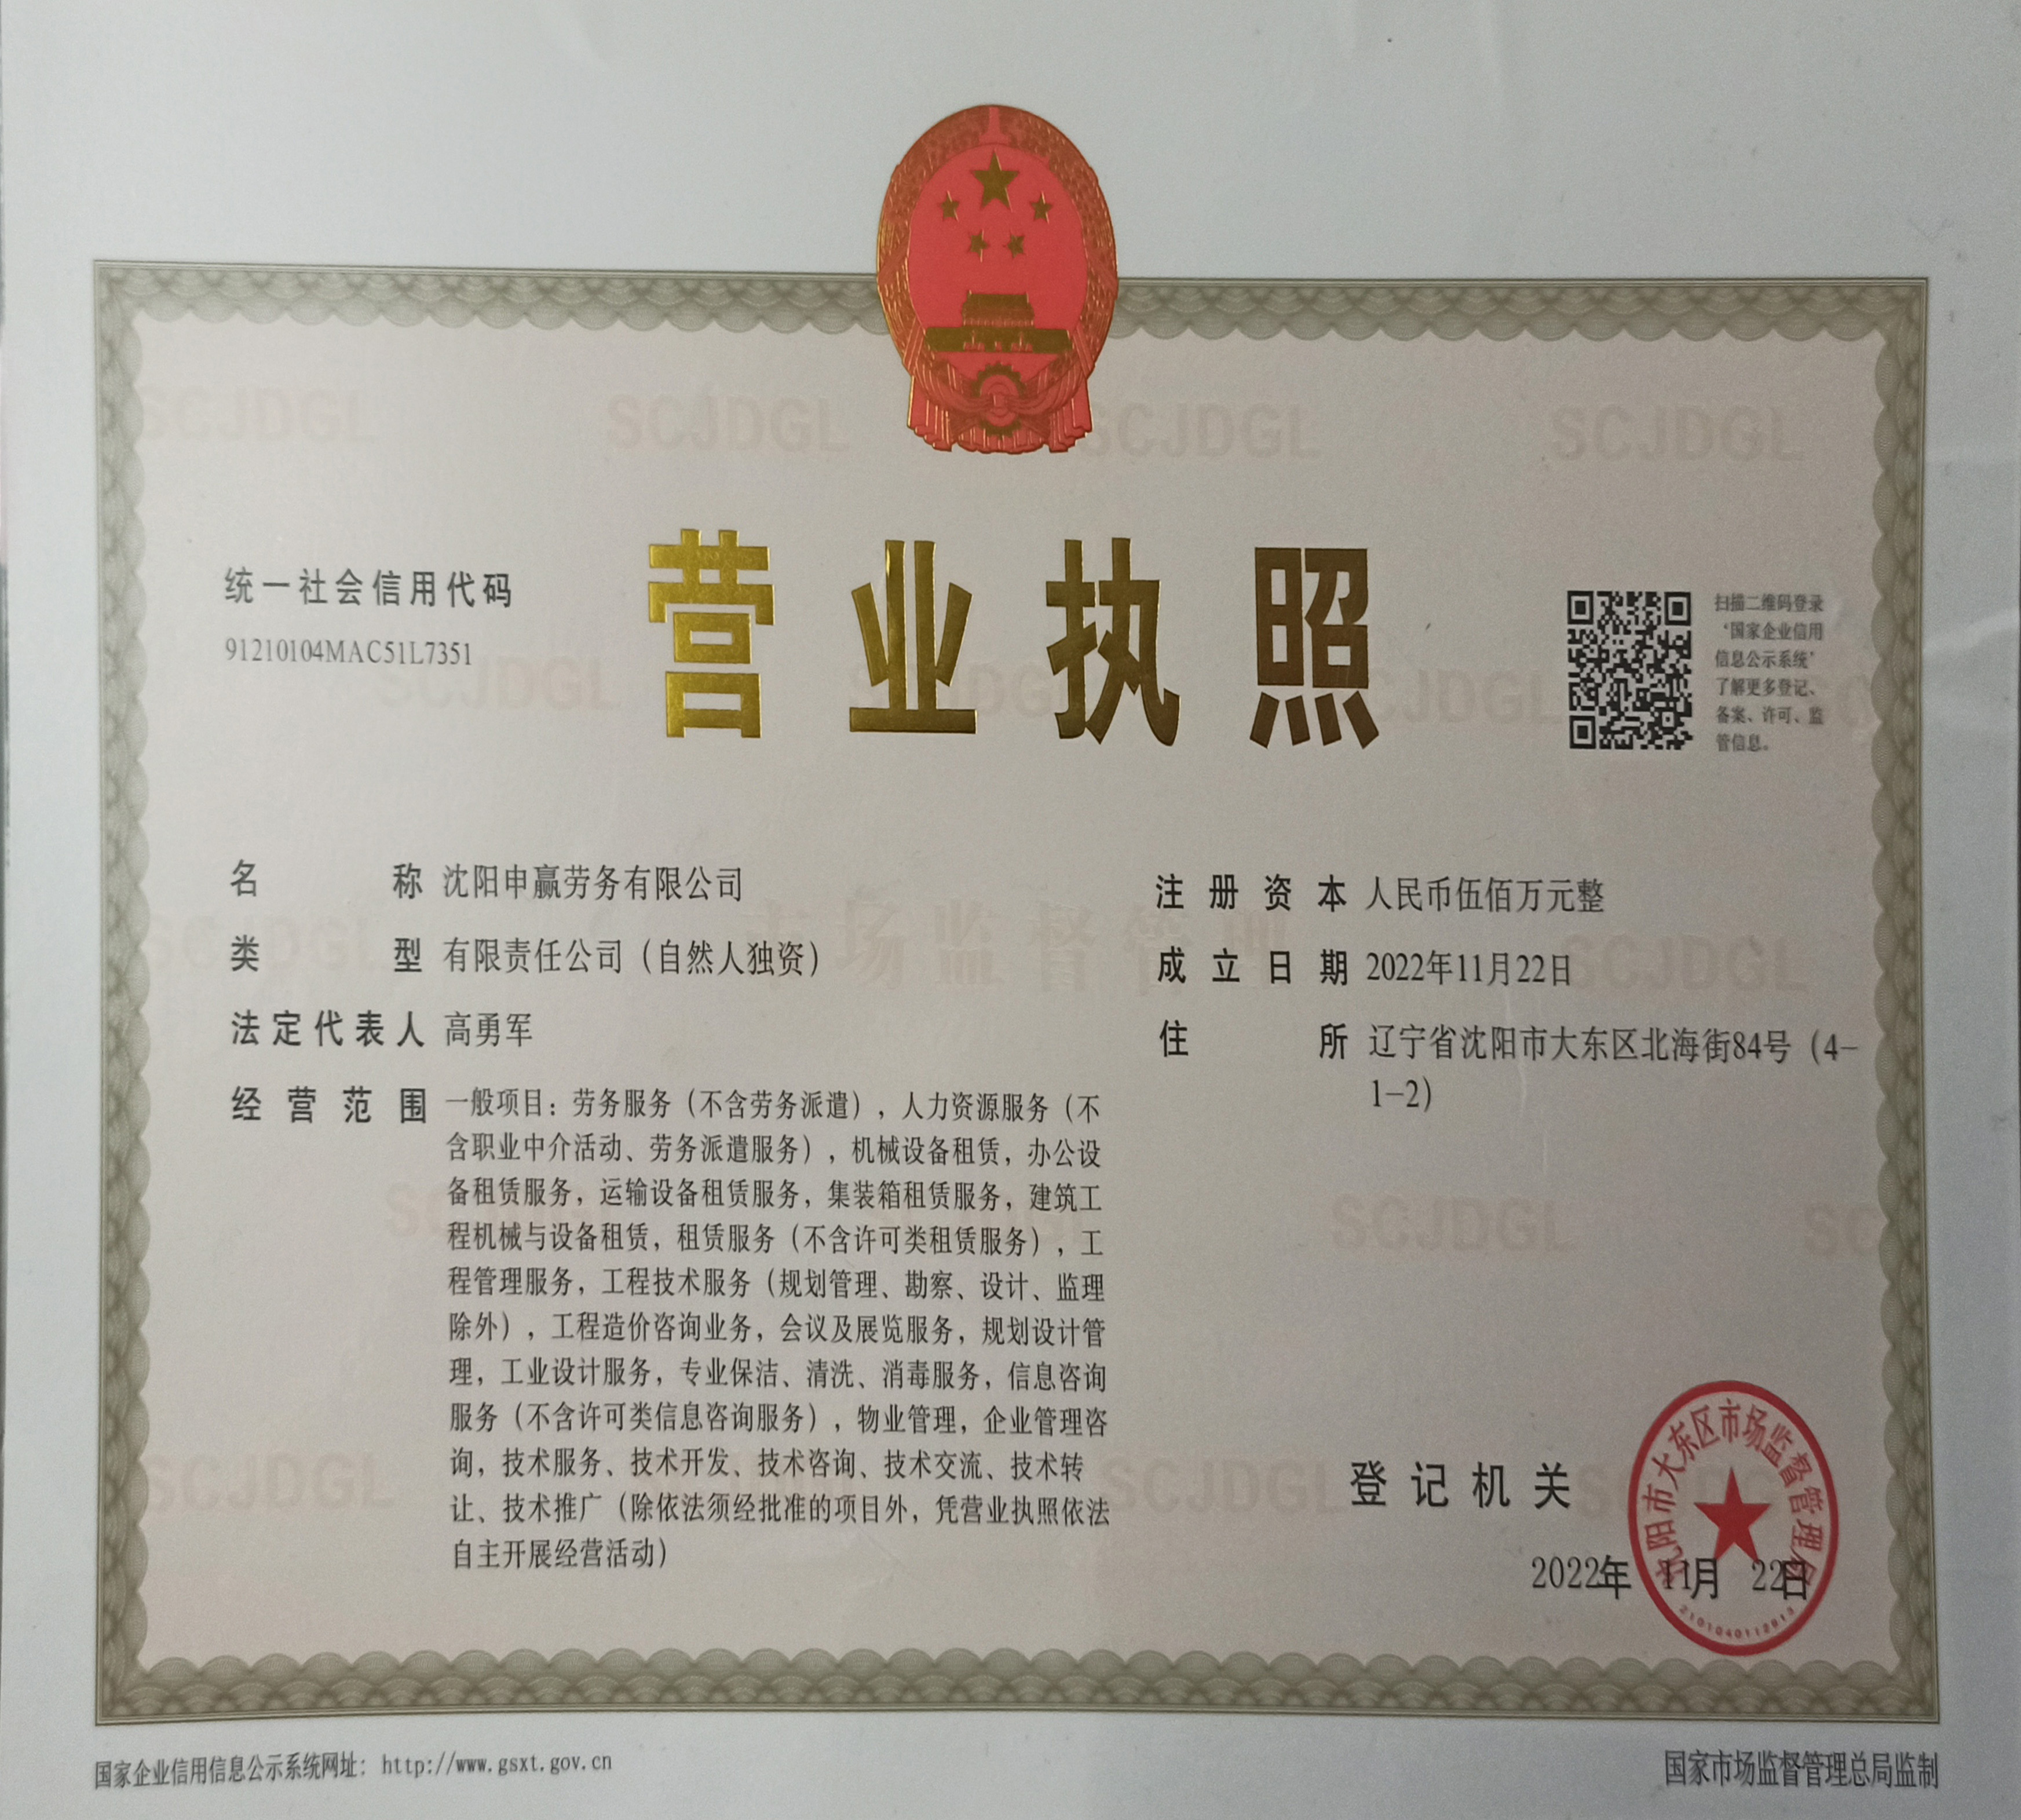 营业执照
统一社会信用代码
91210104MAC51L7351
扫描二维码登录
‘国家企业信用
信息公示系统’
了解更多登记、
备案、许可、监
管信息。
名称 沈阳申赢劳务有限公司
类型 有限责任公司（自然人独资）
法定代表人 高勇军
经营范围 一般项目：劳务服务（不含劳务派遣），人力资源服务（不
含职业中介活动、劳务派遣服务），机械设备租赁，办公设
备租赁服务，运输设备租赁服务，集装箱租赁服务，建筑工
程机械与设备租赁，租赁服务（不含许可类租赁服务），工
程管理服务，工程技术服务（规划管理、勘察、设计、监理
除外），工程造价咨询业务，会议及展览服务，规划设计管
理，工业设计服务，专业保洁、清洗、消毒服务，信息咨询
服务（不含许可类信息咨询服务），物业管理，企业管理咨
询，技术服务、技术开发、技术咨询、技术交流、技术转
让、技术推广（除依法须经批准的项目外，凭营业执照依法
自主开展经营活动）
注册资本 人民币伍佰万元整
成立日期 2022年11月22日
住所 辽宁省沈阳市大东区北海街84号（4-
1-2）
登记机关
沈阳市大东区市场监督管理局
2022年 11月 22日
国家企业信用信息公示系统网址：http://www.gsxt.gov.cn
国家市场监督管理总局监制
SCJDGL
市场监督管理